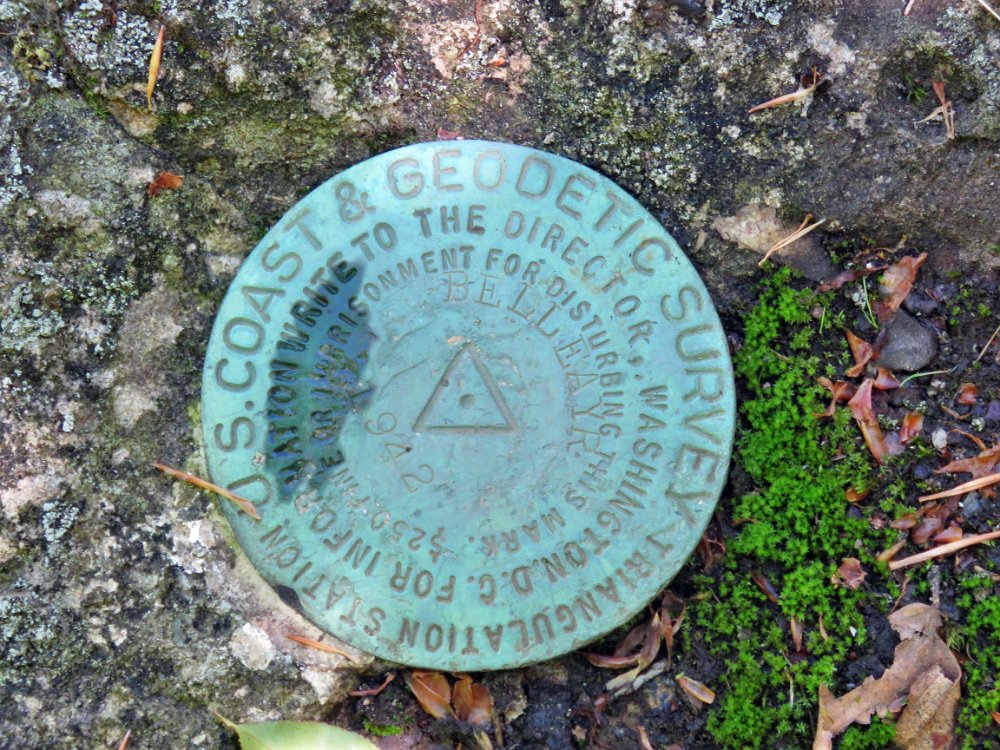 U.S. COAST & GEODETIC SURVEY
TRIANGULATION STATION
FOR INFORMATION WRITE TO THE DIRECTOR, WASHINGTON, D.C.
$250 FINE OR IMPRISONMENT FOR DISTURBING THIS MARK.
BELLEAYR
1942